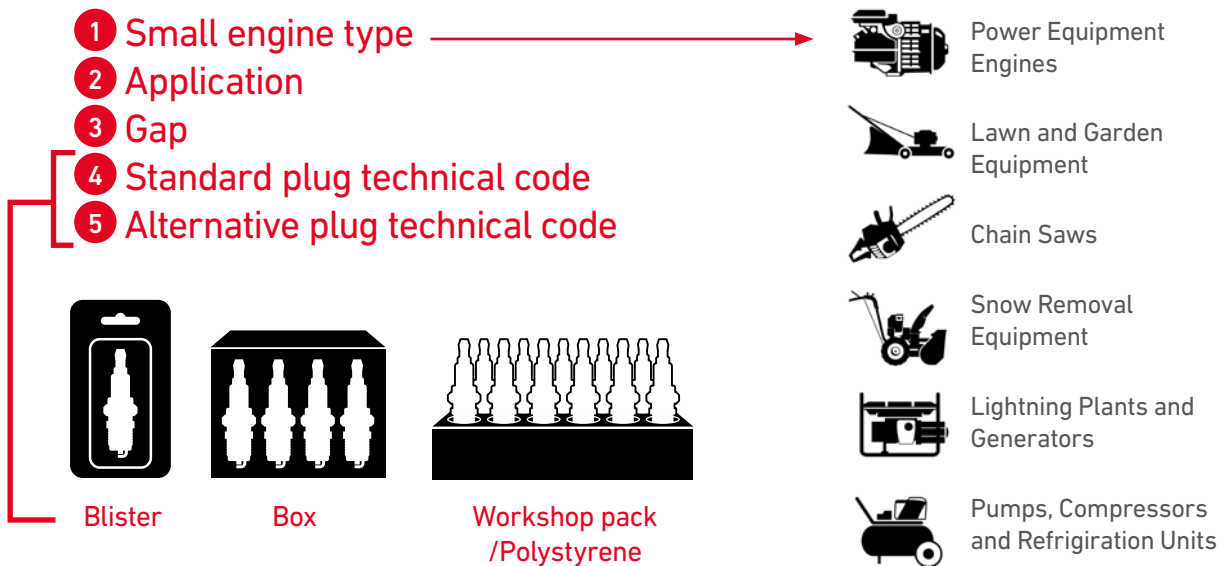 1 Small engine type
2 Application
3 Gap
4 Standard plug technical code
5 Alternative plug technical code
Blister
Box
Workshop pack
/Polystyrene
Power Equipment
Engines
Lawn and Garden
Equipment
Chain Saws
Snow Removal
Equipment
Lightning Plants and
Generators
Pumps, Compressors
and Refrigiration Units